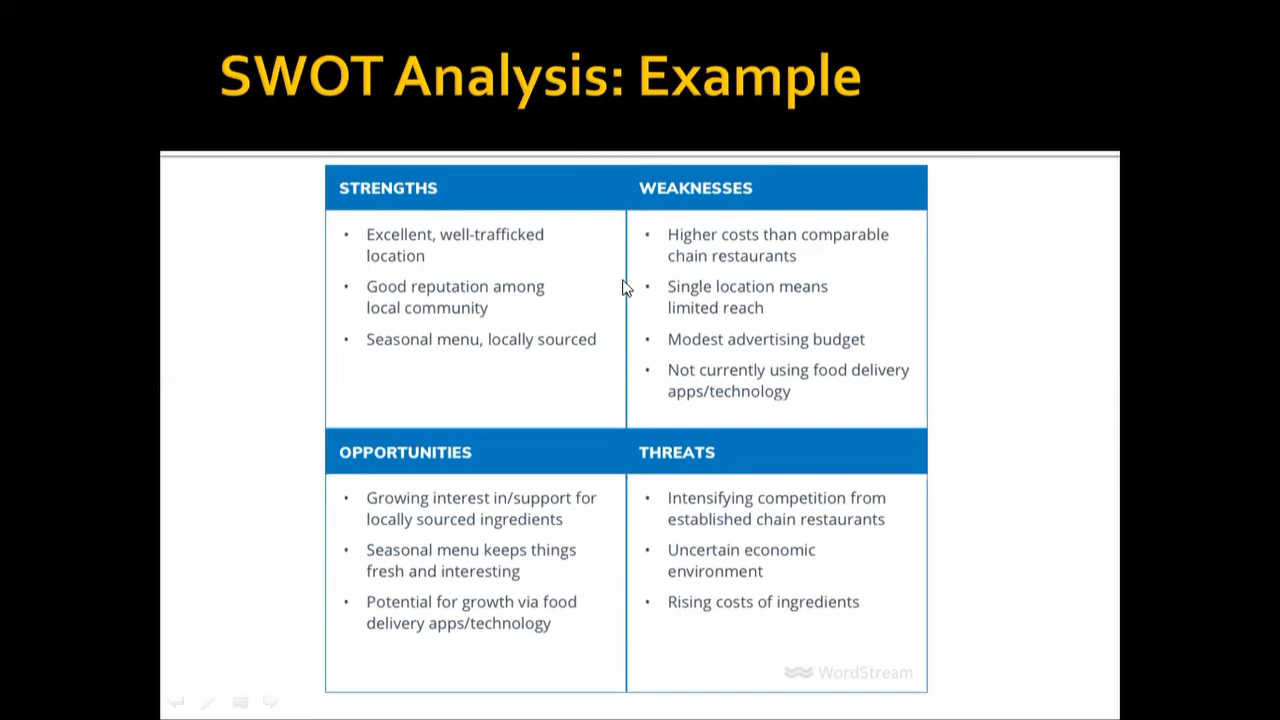 SWOT Analysis: Example
STRENGTHS
• Excellent, well-trafficked
location
• Good reputation among
local community
• Seasonal menu, locally sourced
WEAKNESSES
• Higher costs than comparable
chain restaurants
• Single location means
limited reach
• Modest advertising budget
• Not currently using food delivery
apps/technology
OPPORTUNITIES
• Growing interest in/support for
locally sourced ingredients
• Seasonal menu keeps things
fresh and interesting
• Potential for growth via food
delivery apps/technology
THREATS
• Intensifying competition from
established chain restaurants
• Uncertain economic
environment
• Rising costs of ingredients
WordStream